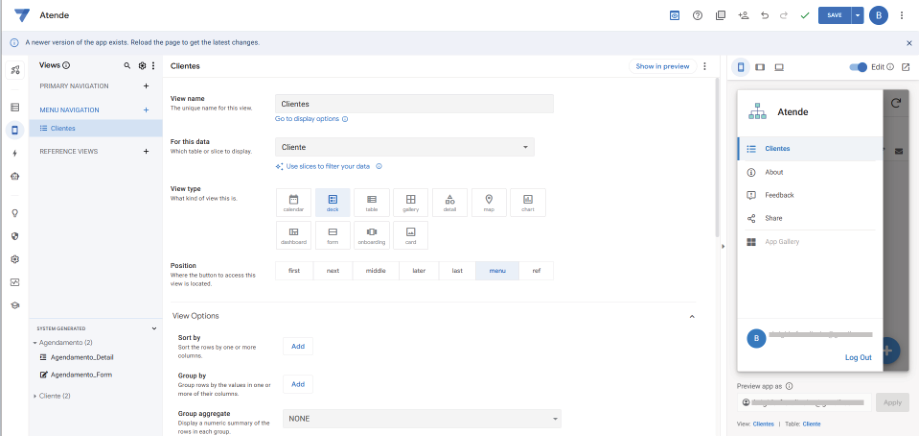 Atende
SAVE
B
A newer version of the app exists. Reload the page to get the latest changes.
Views
PRIMARY NAVIGATION
MENU NAVIGATION
Clientes
REFERENCE VIEWS
SYSTEM GENERATED
Agendamento (2)
Agendamento_Detail
Agendamento_Form
Cliente (2)
Clientes
Show in preview
View name
The unique name for this view.
Clientes
Go to display options
For this data
Which table or slice to display.
Cliente
Use slices to filter your data
View type
What kind of view this is.
calendar
deck
table
gallery
detail
map
chart
dashboard
form
onboarding
card
Position
Where the button to access this
view is located.
first
next
middle
later
last
menu
ref
View Options
Sort by
Sort the rows by one or more
columns.
Add
Group by
Group rows by the values in one or
more of their columns.
Add
Group aggregate
Display a numeric summary of the
rows in each group.
NONE
Edit
Atende
Clientes
About
Feedback
Share
App Gallery
B
Log Out
Preview app as
Apply
View: Clientes | Table: Cliente